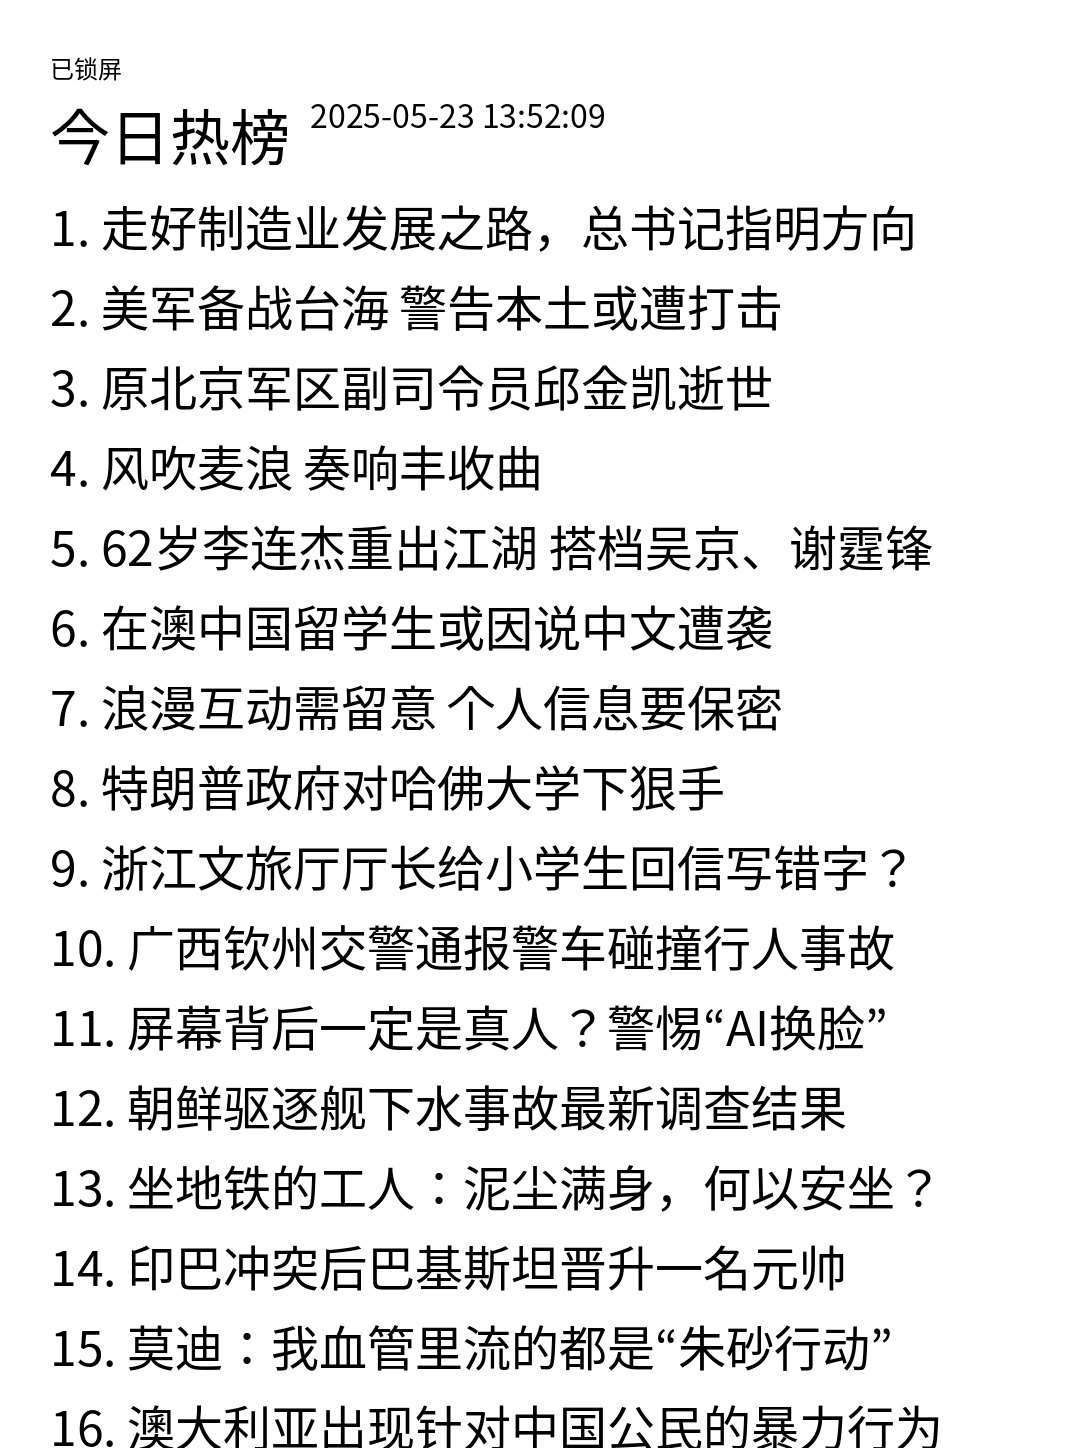 已锁屏
今日热榜 2025-05-23 13:52:09
1. 走好制造业发展之路，总书记指明方向
2. 美军备战台海 警告本土或遭打击
3. 原北京军区副司令员邱金凯逝世
4. 风吹麦浪 奏响丰收曲
5. 62岁李连杰重出江湖 搭档吴京、谢霆锋
6. 在澳中国留学生或因说中文遭袭
7. 浪漫互动需留意 个人信息要保密
8. 特朗普政府对哈佛大学下狠手
9. 浙江文旅厅厅长给小学生回信写错字？
10. 广西钦州交警通报警车碰撞行人事故
11. 屏幕背后一定是真人？警惕“AI换脸”
12. 朝鲜驱逐舰下水事故最新调查结果
13. 坐地铁的工人：泥尘满身，何以安坐？
14. 印巴冲突后巴基斯坦晋升一名元帅
15. 莫迪：我血管里流的都是“朱砂行动”
16. 澳大利亚出现针对中国公民的暴力行为